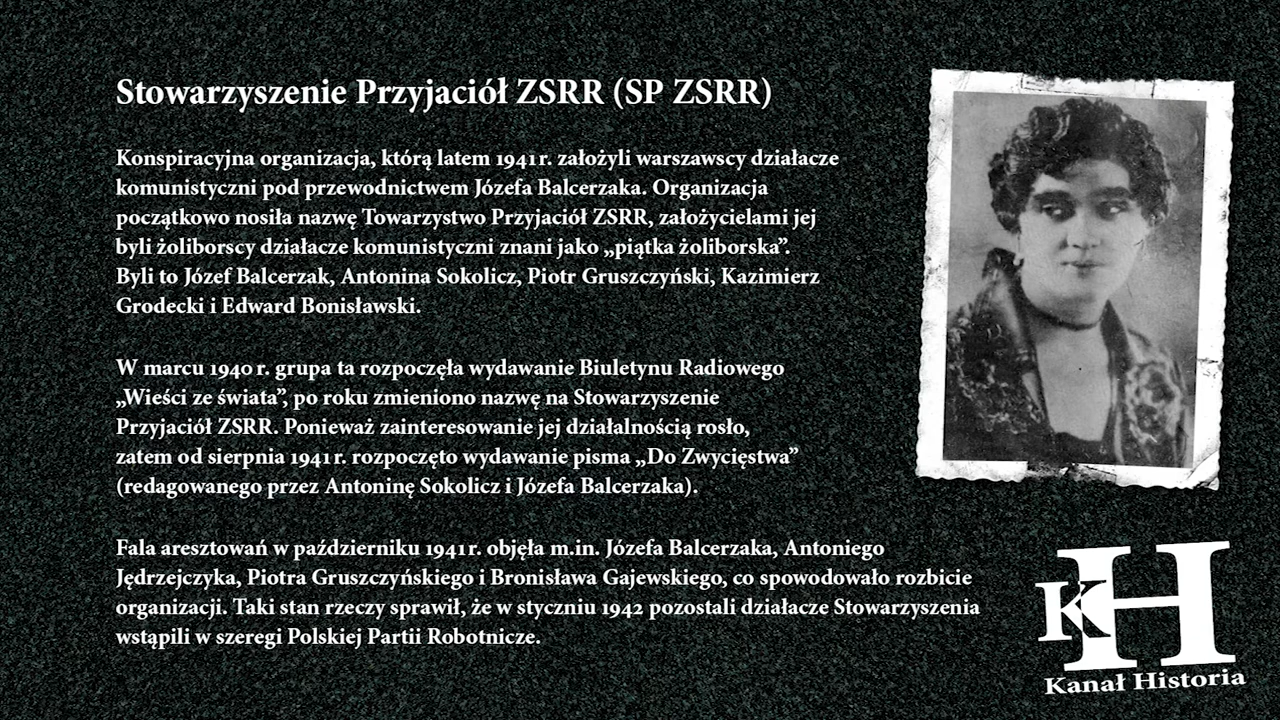 Stowarzyszenie Przyjaciół ZSRR (SP ZSRR)
Konspiracyjna organizacja, którą latem 1941 r. założyli warszawscy działacze
komunistyczni pod przewodnictwem Józefa Balcerzaka. Organizacja
początkowo nosiła nazwę Towarzystwo Przyjaciół ZSRR, założycielami jej
byli żoliborscy działacze komunistyczni znani jako „piątka żoliborska”.
Byli to Józef Balcerzak, Antonina Sokolicz, Piotr Gruszczyński, Kazimierz
Grodecki i Edward Bonisławski.
W marcu 1940 r. grupa ta rozpoczęła wydawanie Biuletynu Radiowego
„Wieści ze świata”, po roku zmieniono nazwę na Stowarzyszenie
Przyjaciół ZSRR. Ponieważ zainteresowanie jej działalnością rosło,
zatem od sierpnia 1941 r. rozpoczęto wydawanie pisma „Do Zwycięstwa”
(redagowanego przez Antoninę Sokolicz i Józefa Balcerzaka).
Fala aresztowań w październiku 1941 r. objęła m.in. Józefa Balcerzaka, Antoniego
Jędrzejczyka, Piotra Gruszczyńskiego i Bronisława Gajewskiego, co spowodowało rozbicie
organizacji. Taki stan rzeczy sprawił, że w styczniu 1942 pozostali działacze Stowarzyszenia
wstąpili w szeregi Polskiej Partii Robotnicze.
KH
Kanał Historia